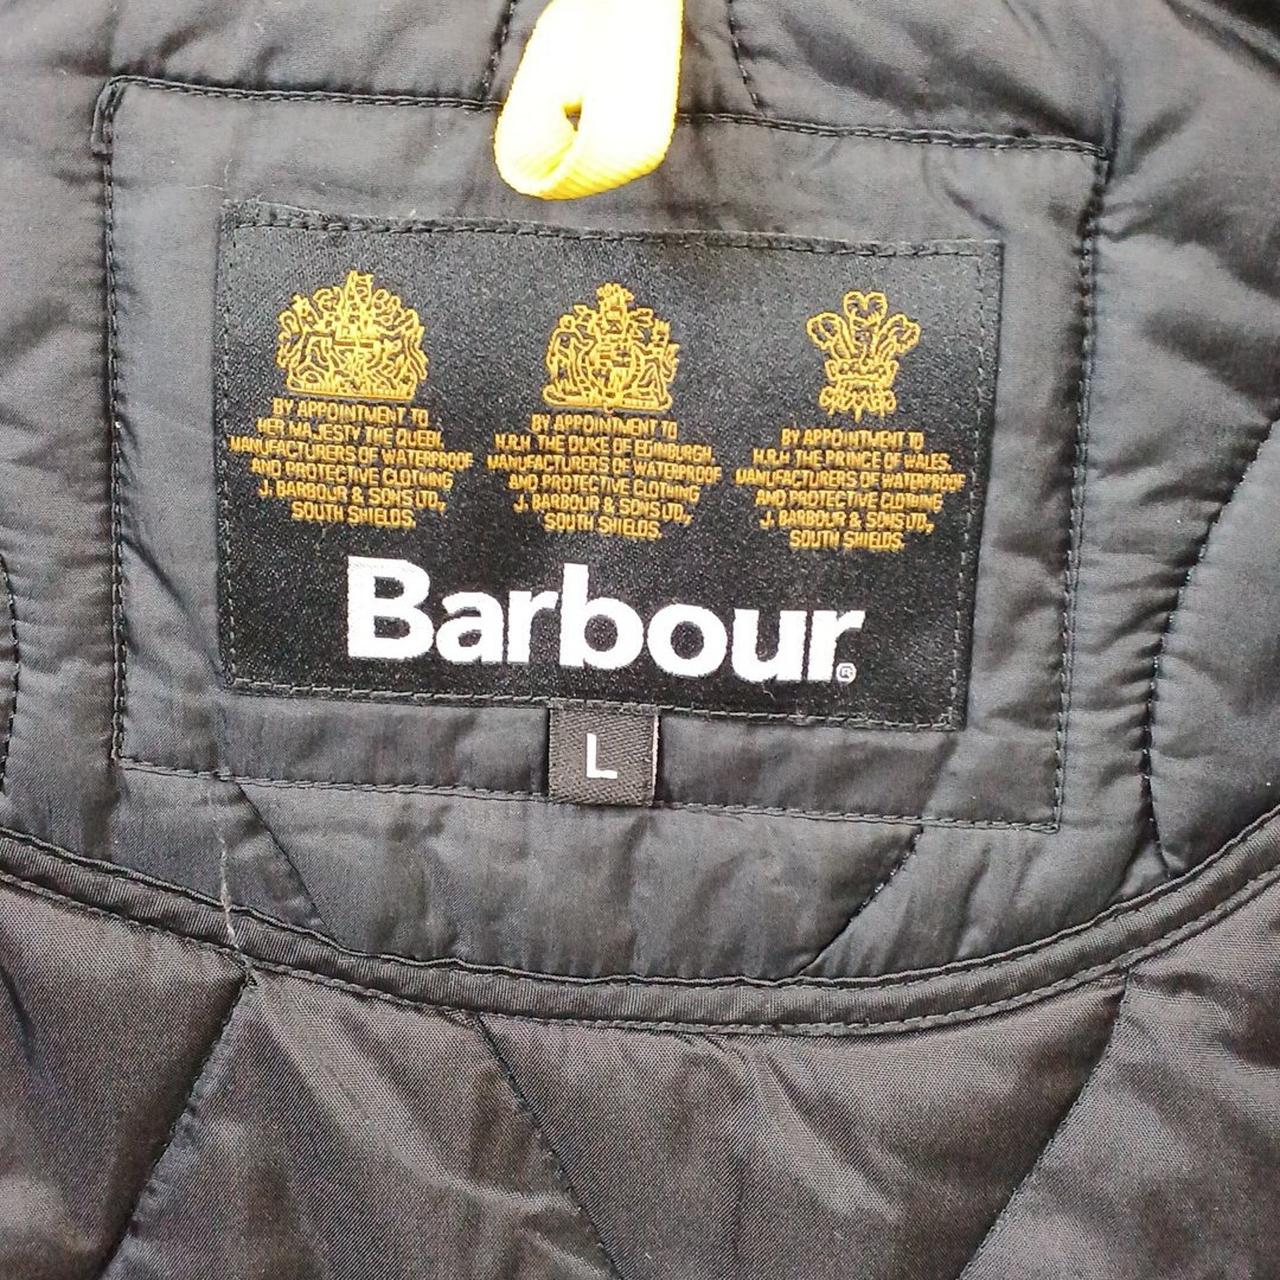 BY APPOINTMENT TO
HER MAJESTY THE QUEEN,
MANUFACTURERS OF WATERPROOF
AND PROTECTIVE CLOTHING
J. BARBOUR & SONS LTD.,
SOUTH SHIELDS.
BY APPOINTMENT TO
H.R.H THE DUKE OF EDINBURGH,
MANUFACTURERS OF WATERPROOF
AND PROTECTIVE CLOTHING
J. BARBOUR & SONS LTD.,
SOUTH SHIELDS.
BY APPOINTMENT TO
H.R.H THE PRINCE OF WALES,
MANUFACTURERS OF WATERPROOF
AND PROTECTIVE CLOTHING
J. BARBOUR & SONS LTD.,
SOUTH SHIELDS.
Barbour®
L